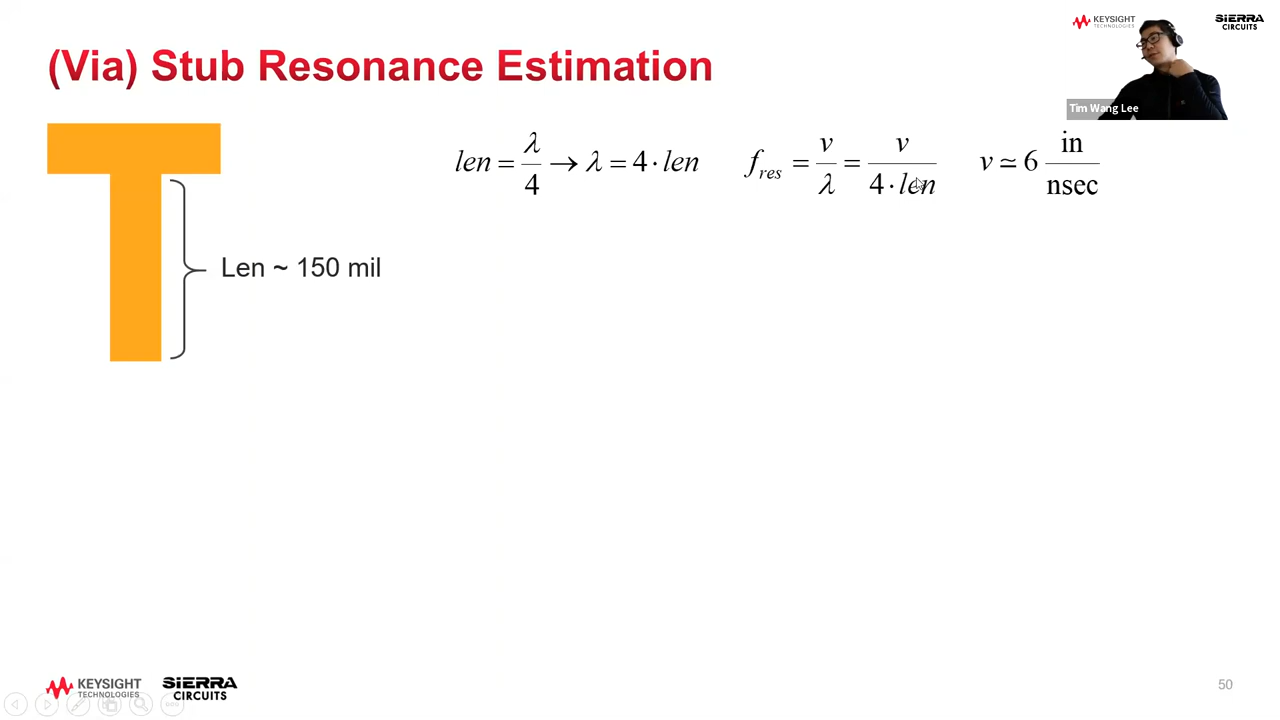 KEYSIGHT
TECHNOLOGIES
SIERRA
CIRCUITS
(Via) Stub Resonance Estimation
Tim Wang Lee
len = λ/4 → λ = 4 · len
f_res = v/λ = v/(4 · len)
v ≃ 6 in/nsec
Len ~ 150 mil
KEYSIGHT
TECHNOLOGIES
SIERRA
CIRCUITS
50